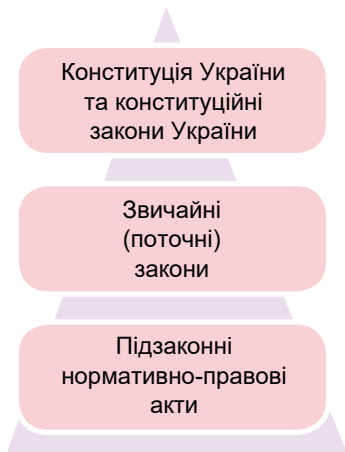 Конституція України
та конституційні
закони України
Звичайні
(поточні)
закони
Підзаконні
нормативно-правові
акти